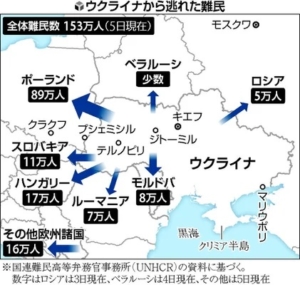 ウクライナから逃れた難民
全体難民数 153万人(5日現在)
モスクワ
ポーランド
89万人
ベラルーシ
少数
ロシア
5万人
クラクフ
プシェミシル
キエフ
ジトーミル
テルノピリ
スロバキア
11万人
ウクライナ
ハンガリー
17万人
ルーマニア
7万人
モルドバ
8万人
マリウポリ
その他欧州諸国
16万人
黒海
クリミア半島
※国連難民高等弁務官事務所(UNHCR)の資料に基づく。
数字はロシアは3日現在、ベラルーシは4日現在、その他は5日現在